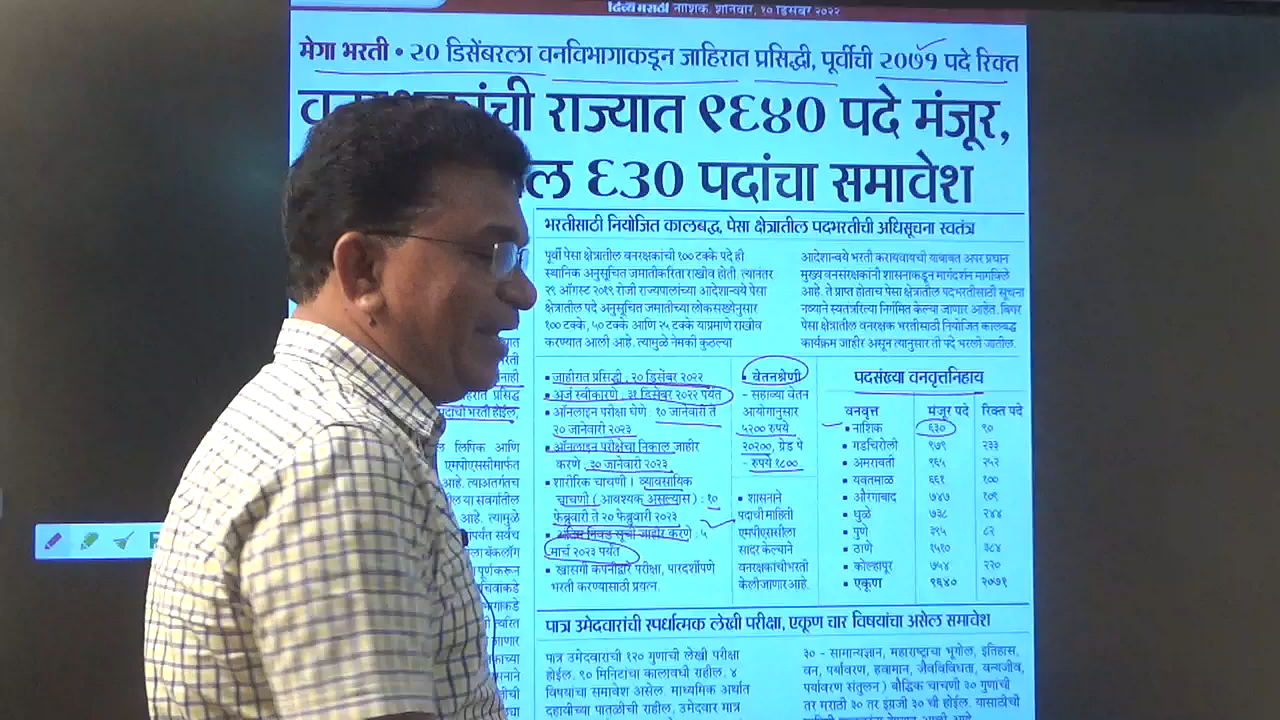 दिव्य मराठी नाशिक, शनिवार, १० डिसेंबर २०२२
मेगा भरती • २० डिसेंबरला वनविभागाकडून जाहिरात प्रसिद्धी, पूर्वीची २०७१ पदे रिक्त
ची राज्यात ९६४० पदे मंजूर,
ल ६३० पदांचा समावेश
भरतीसाठी नियोजित कालबद्ध, पेसा क्षेत्रातील पदभरतीची अधिसूचना स्वतंत्र
पूर्वी पेसा क्षेत्रातील वनरक्षकांची १०० टक्के पदे ही
स्थानिक अनुसूचित जमातीकरिता राखीव होती. त्यानंतर
२९ ऑगस्ट २०१९ रोजी राज्यपालांच्या आदेशान्वये पेसा
क्षेत्रातील पदे अनुसूचित जमातीच्या लोकसंख्येनुसार
१०० टक्के, ५० टक्के आणि २५ टक्के याप्रमाणे राखीव
करण्यात आली आहे. त्यामुळे नेमकी कुठल्या
आदेशान्वये भरती करायवायची याबाबत अपर प्रधान
मुख्य वनसंरक्षकांनी शासनाकडून मार्गदर्शन मागविले
आहे. ते प्राप्त होताच पेसा क्षेत्रातील पदभरतीसाठी सूचना
नव्याने स्वतंत्ररित्या निर्गमित केल्या जाणार आहेत. बिगर
पेसा क्षेत्रातील वनरक्षक भरतीसाठी नियोजित कालबद्ध
कार्यक्रम जाहीर असून त्यानुसार ती पदे भरली जातील.
▪ जाहीरात प्रसिद्धी : २० डिसेंबर २०२२
▪ अर्ज स्वीकारणे : ३१ डिसेंबर २०२२ पर्यंत
▪ ऑनलाइन परीक्षा घेणे : १० जानेवारी ते
२० जानेवारी २०२३
▪ ऑनलाइन परीक्षेचा निकाल जाहीर
करणे : ३० जानेवारी २०२३
▪ शारीरिक चाचणी । व्यावसायिक
चाचणी ( आवश्यक असल्यास) : १०
फेब्रुवारी ते २० फेब्रुवारी २०२३
▪ अंतिम निवड सूची जाहीर करणे : ५
मार्च २०२३ पर्यंत
▪ खासगी कंपनीद्वारे परीक्षा, पारदर्शीपणे
भरती करण्यासाठी प्रयत्न.
▪ वेतनश्रेणी
- सहाव्या वेतन
आयोगानुसार
५२०० रुपये
२०२००, ग्रेड पे
- रुपये १८००
▪ शासनाने
पदाची माहिती
एमपीएससीला
सादर केल्याने
वनरक्षकांची भरती
केली जाणार आहे.
पदसंख्या वनवृत्तनिहाय
वनवृत्त मंजूर पदे रिक्त पदे
▪ नाशिक ६३० ९०
▪ गडचिरोली ९७९ २३३
▪ अमरावती ९६५ २५२
▪ यवतमाळ ६६१ १००
▪ औरंगाबाद ७४७ १०९
▪ धुळे ७३८ २४४
▪ पुणे ३९५ ८२
▪ ठाणे १५१० ३८४
▪ कोल्हापूर ७५४ २२०
▪ एकूण ९६४० २०७१
पात्र उमेदवारांची स्पर्धात्मक लेखी परीक्षा, एकूण चार विषयांचा असेल समावेश
पात्र उमेदवाराची १२० गुणाची लेखी परीक्षा
होईल. ९० मिनिटांचा कालावधी राहील. ४
विषयांचा समावेश असेल. माध्यमिक अर्थात
दहावीच्या पातळीची राहील, उमेदवार मात्र
३० - सामान्यज्ञान, महाराष्ट्राचा भूगोल, इतिहास,
वन, पर्यावरण, हवामान, जैवविविधता, वन्यजीव,
पर्यावरण संतुलन ) बौद्धिक चाचणी ३० गुणांची
तर मराठी ३० तर इंग्रजी ३० ची होईल. यासाठीची